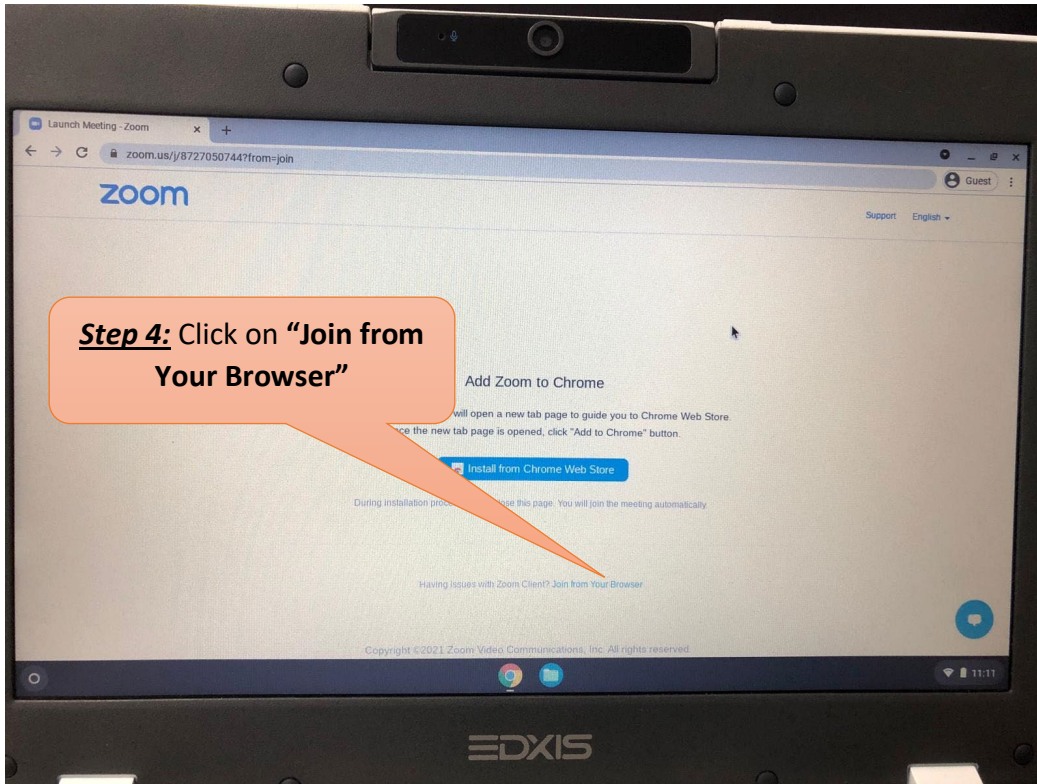 Launch Meeting - Zoom
zoom.us/j/8727050744?from=join
Guest
zoom
Support English
Step 4: Click on “Join from
Your Browser”
Add Zoom to Chrome
will open a new tab page to guide you to Chrome Web Store.
the new tab page is opened, click "Add to Chrome" button.
Install from Chrome Web Store
During installation this page. You will join the meeting automatically.
Having issues with Zoom Client? Join from Your Browser
Copyright ©2021 Zoom Video Communications, Inc. All rights reserved.
11:11
EDXIS